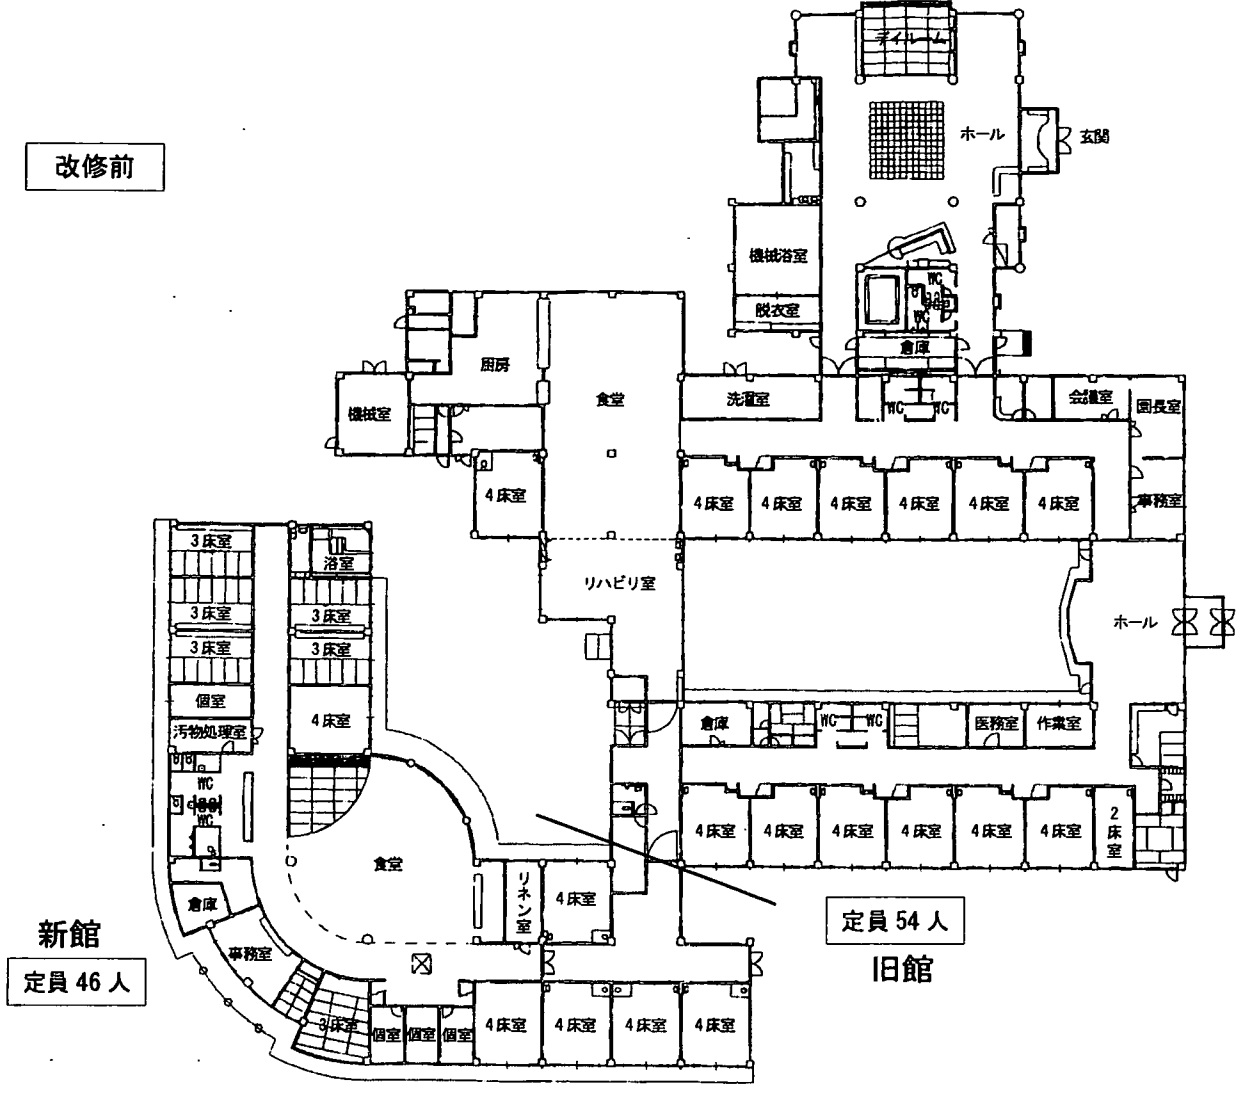 改修前
デイルーム
ホール
玄関
機械浴室
WC
脱衣室
WC
倉庫
厨房
機械室
食堂
洗濯室
WC
WC
会議室
園長室
4床室
4床室
4床室
4床室
4床室
4床室
4床室
事務室
3床室
浴室
リハビリ室
3床室
3床室
ホール
3床室
3床室
個室
4床室
汚物処理室
倉庫
WC
WC
医務室
作業室
WC
WC
4床室
4床室
4床室
4床室
4床室
4床室
2床室
食堂
リネン室
4床室
倉庫
新館
定員 46 人
定員 54 人
旧館
事務室
3床室
個室
個室
個室
4床室
4床室
4床室
4床室